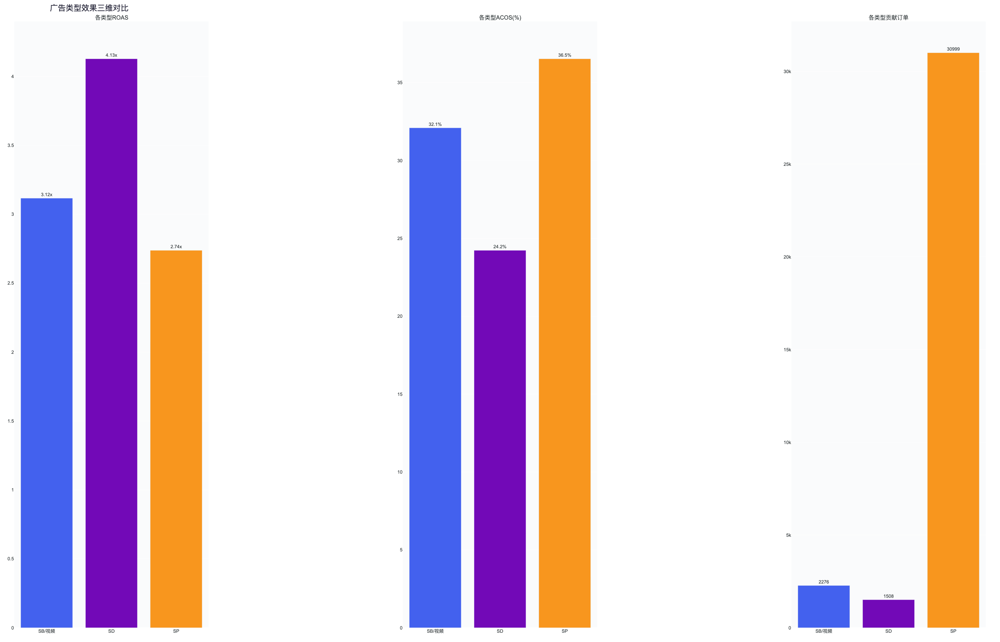 广告类型效果三维对比
各类型ROAS
4.13x
4
3.5
3.12x
3
2.74x
2.5
2
1.5
1
0.5
0
SB/视频
SD
SP
各类型ACOS(%)
36.5%
35
32.1%
30
25
24.2%
20
15
10
5
0
SB/视频
SD
SP
各类型贡献订单
30999
30k
25k
20k
15k
10k
5k
2276
1508
0
SB/视频
SD
SP